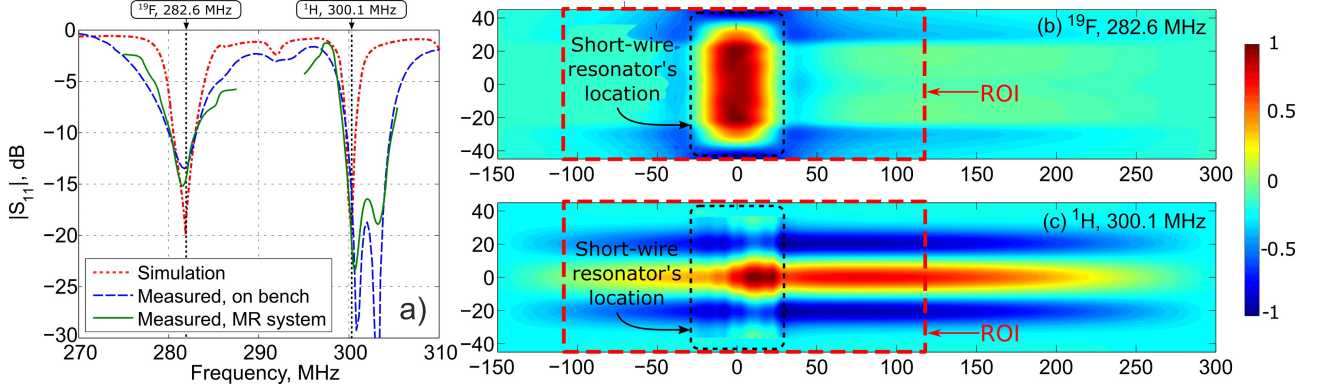 ¹⁹F, 282.6 MHz
¹H, 300.1 MHz
0
−5
−10
−15
−20
−25
−30
|S₁₁|, dB
Simulation
Measured, on bench
Measured, MR system
a)
270
280
290
300
310
Frequency, MHz
40
20
0
−20
−40
Short-wire
resonator's
location
(b) ¹⁹F, 282.6 MHz
ROI
−150
−100
−50
0
50
100
150
200
250
300
40
20
0
−20
−40
Short-wire
resonator's
location
(c) ¹H, 300.1 MHz
ROI
−150
−100
−50
0
50
100
150
200
250
300
1
0.5
0
-0.5
-1